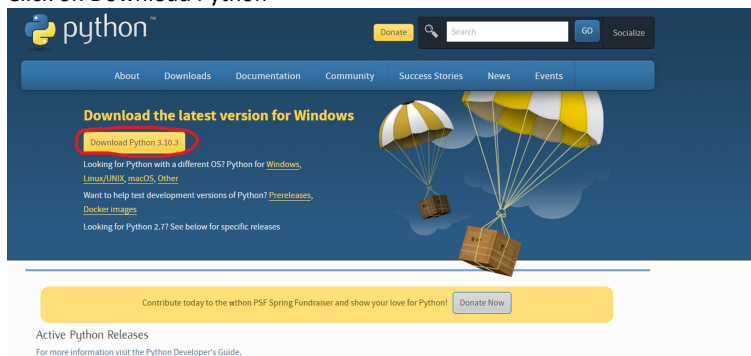 Click on Download Python
python™
Donate
Search
GO
Socialize
About Downloads Documentation Community Success Stories News Events
Download the latest version for Windows
Download Python 3.10.3
Looking for Python with a different OS? Python for Windows,
Linux/UNIX, macOS, Other
Want to help test development versions of Python? Prereleases,
Docker images
Looking for Python 2.7? See below for specific releases
Contribute today to the πthon PSF Spring Fundraiser and show your love for Python! Donate Now
Active Python Releases
For more information visit the Python Developer's Guide.